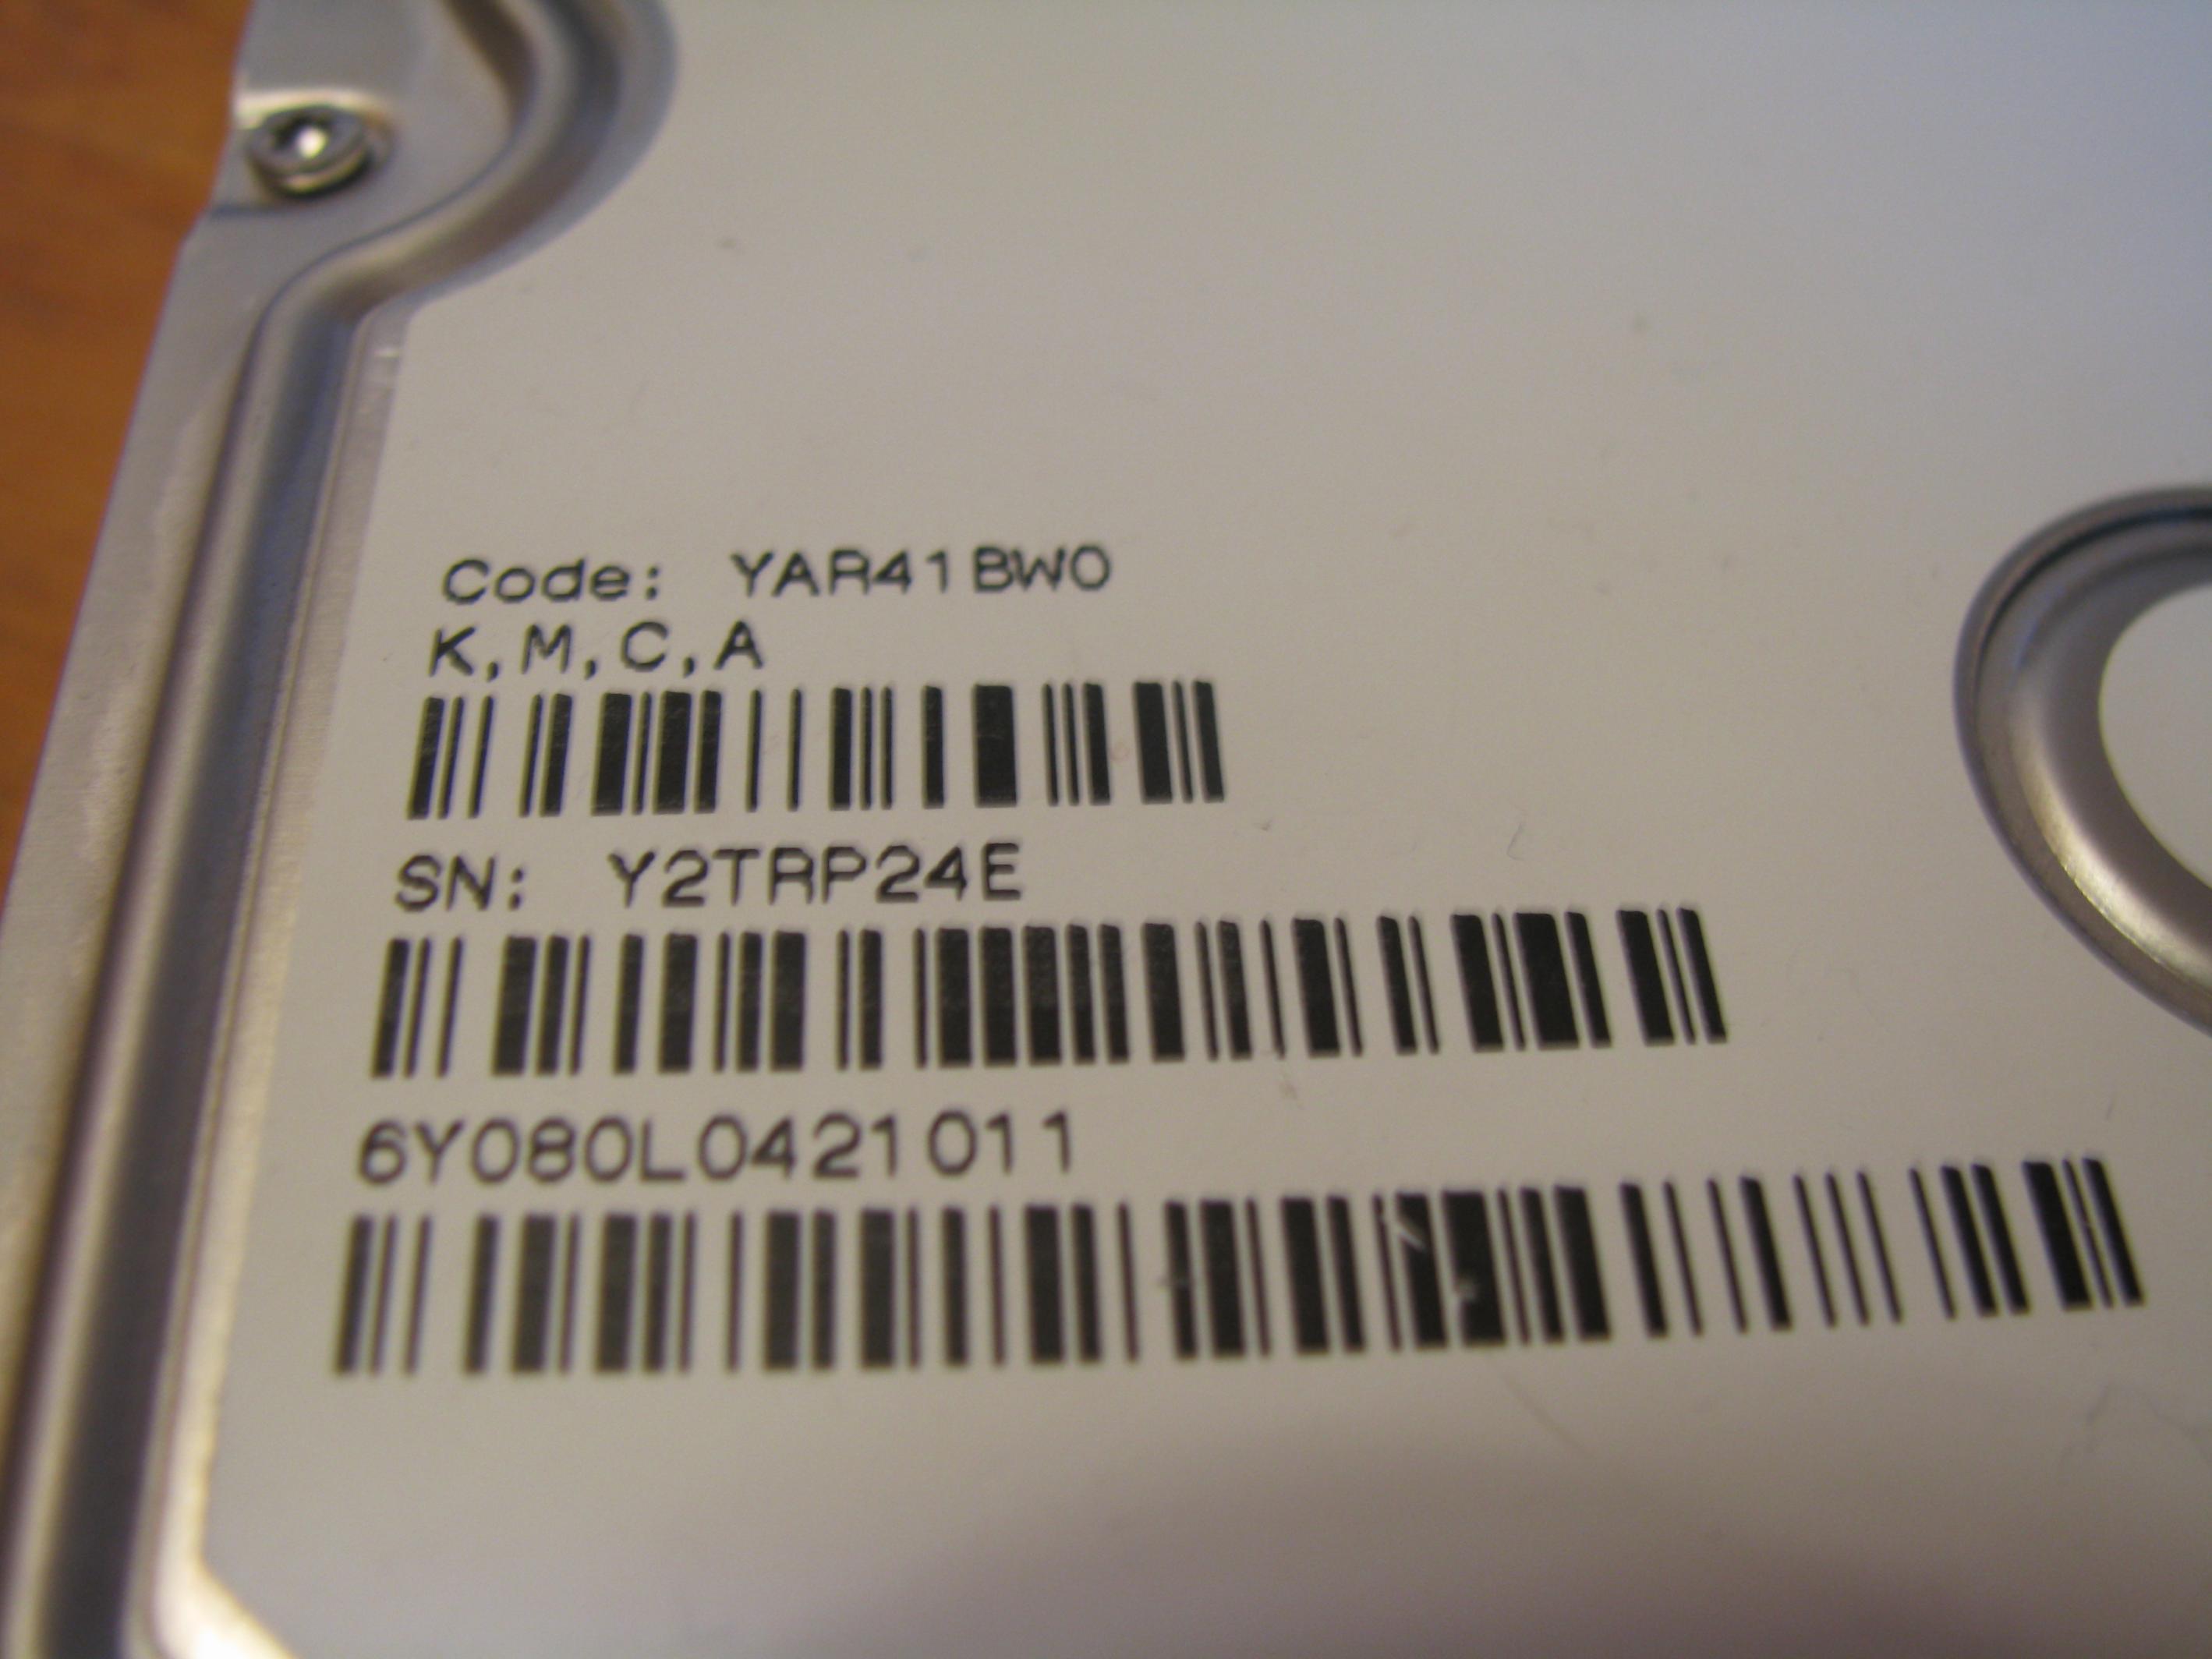 Code: YAR41BW0
K,M,C,A
SN: Y2TRP24E
6Y080L0421011